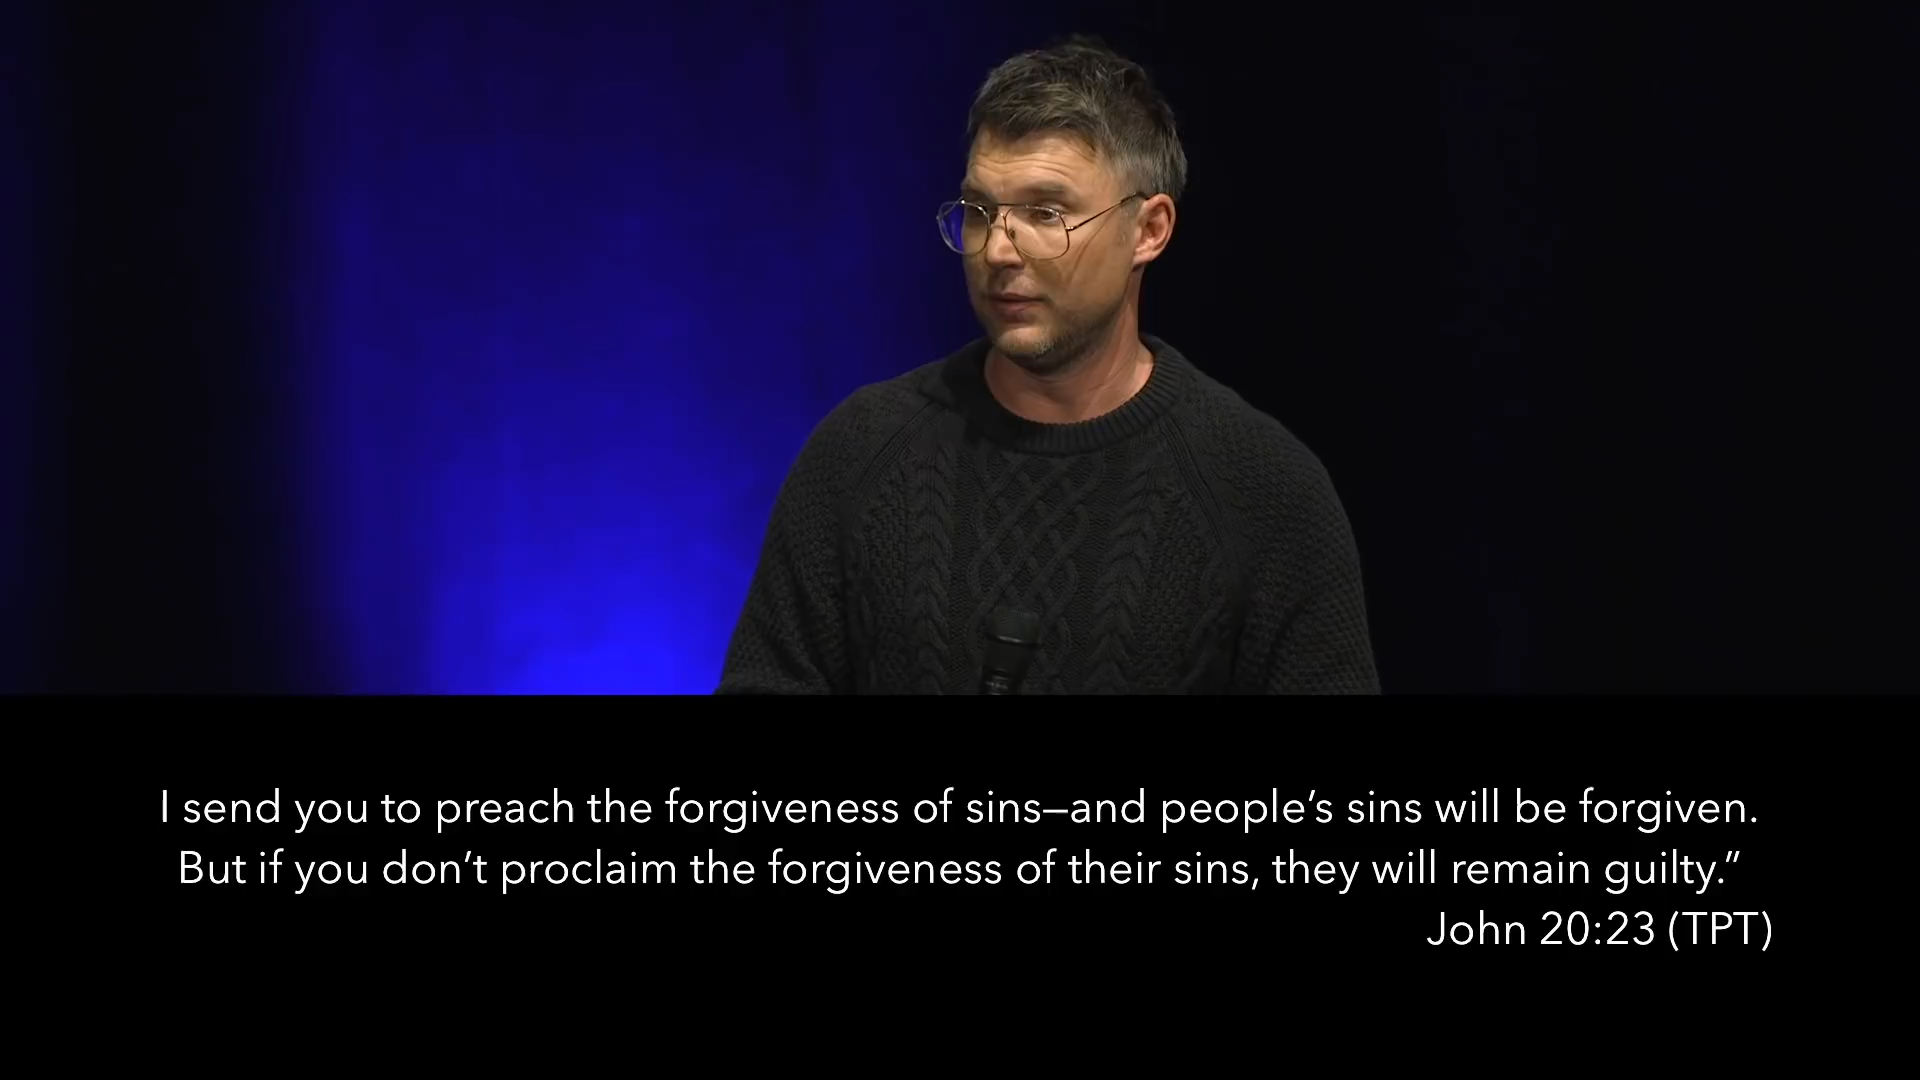 I send you to preach the forgiveness of sins—and people’s sins will be forgiven.
But if you don’t proclaim the forgiveness of their sins, they will remain guilty.”
John 20:23 (TPT)